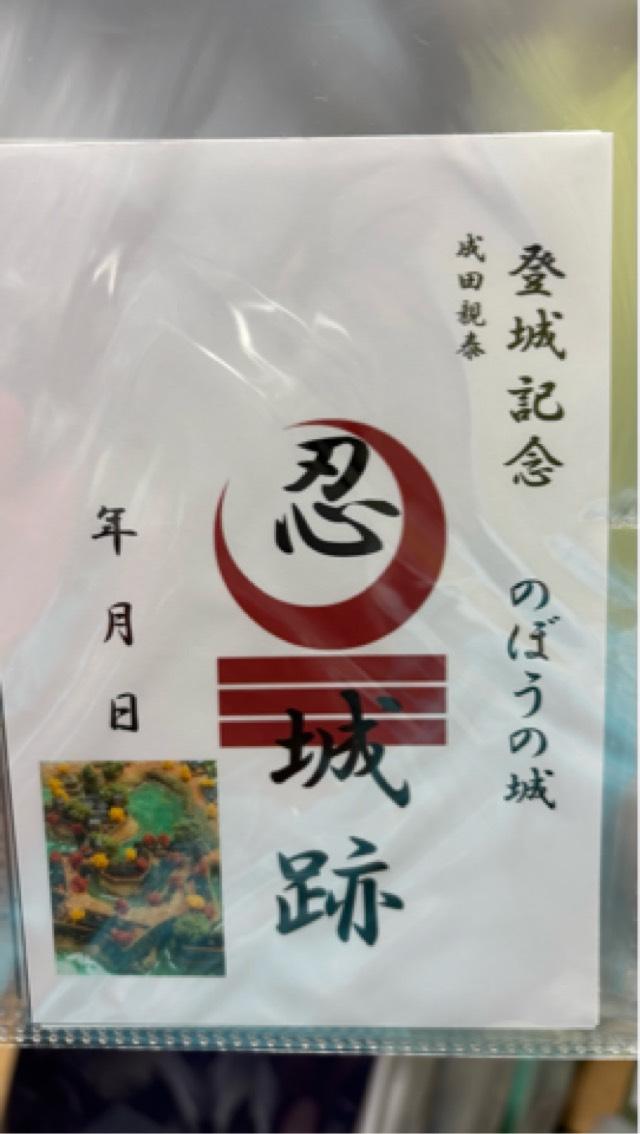 登城記念 のぼうの城
成田親泰
忍城跡
年月日